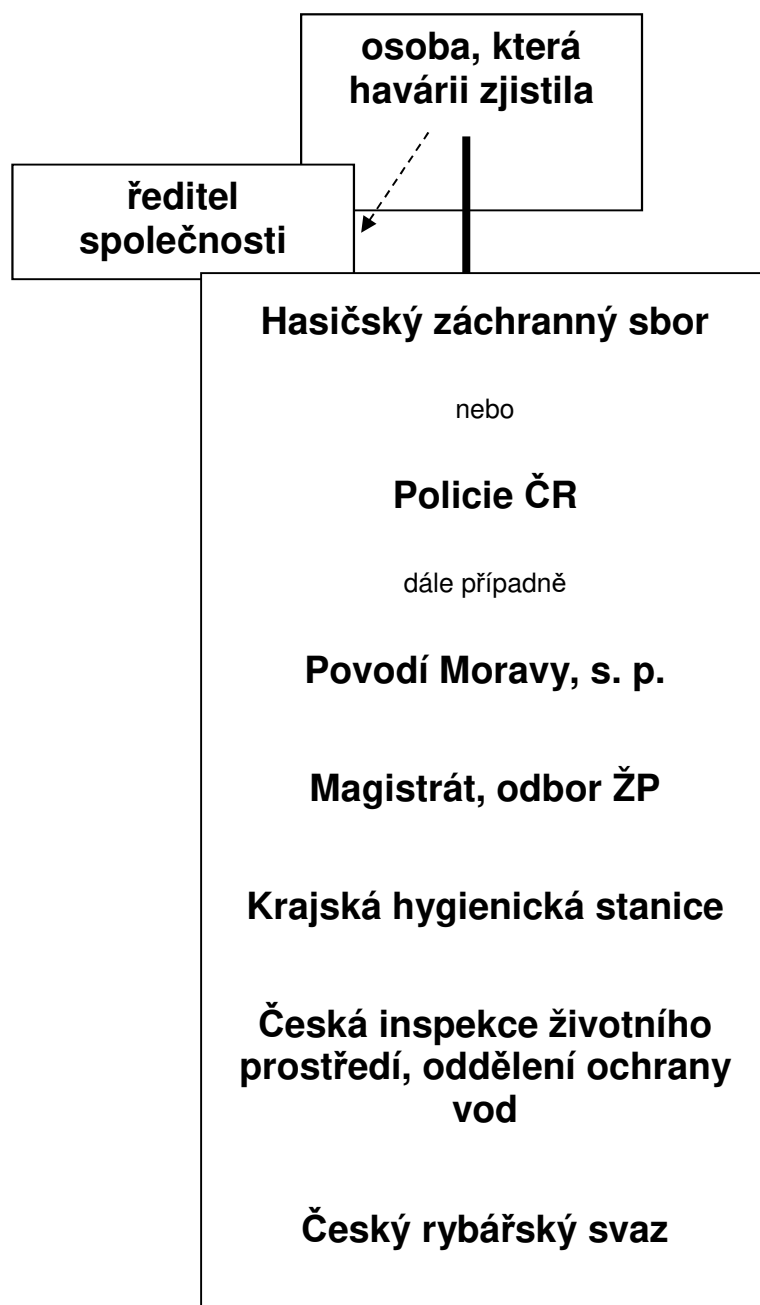 osoba, která
havárii zjistila
ředitel
společnosti
Hasičský záchranný sbor
nebo
Policie ČR
dále případně
Povodí Moravy, s. p.
Magistrát, odbor ŽP
Krajská hygienická stanice
Česká inspekce životního
prostředí, oddělení ochrany
vod
Český rybářský svaz